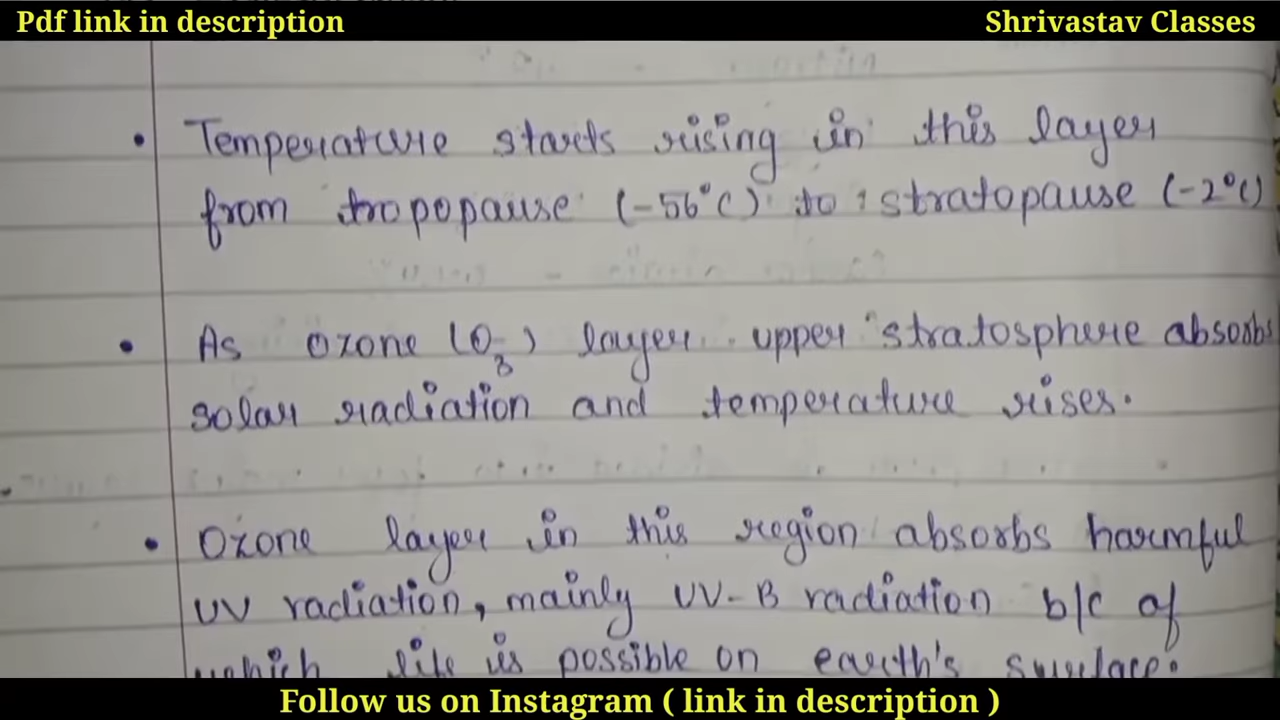 Pdf link in description
Shrivastav Classes
• Temperature starts rising in this layer
from tropopause (-56°C) to stratopause (-2°C)
• As Ozone (O3) layer upper stratosphere absorbs
solar radiation and temperature rises.
• Ozone layer in this region absorbs harmful
UV radiation, mainly UV-B radiation b/c of
which life is possible on earth's surface.
Follow us on Instagram ( link in description )